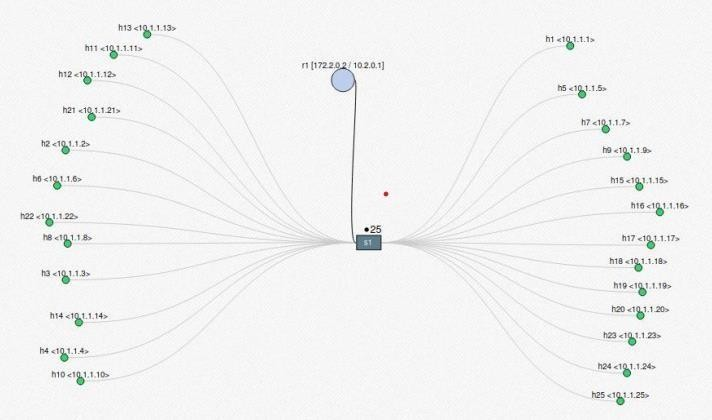 h13 <10.1.1.13>
h11 <10.1.1.11>
h12 <10.1.1.12>
h21 <10.1.1.21>
h2 <10.1.1.2>
h6 <10.1.1.6>
h22 <10.1.1.22>
h8 <10.1.1.8>
h3 <10.1.1.3>
h14 <10.1.1.14>
h4 <10.1.1.4>
h10 <10.1.1.10>
r1 [172.2.0.2 / 10.2.0.1]
25
s1
h1 <10.1.1.1>
h5 <10.1.1.5>
h7 <10.1.1.7>
h9 <10.1.1.9>
h15 <10.1.1.15>
h16 <10.1.1.16>
h17 <10.1.1.17>
h18 <10.1.1.18>
h19 <10.1.1.19>
h20 <10.1.1.20>
h23 <10.1.1.23>
h24 <10.1.1.24>
h25 <10.1.1.25>